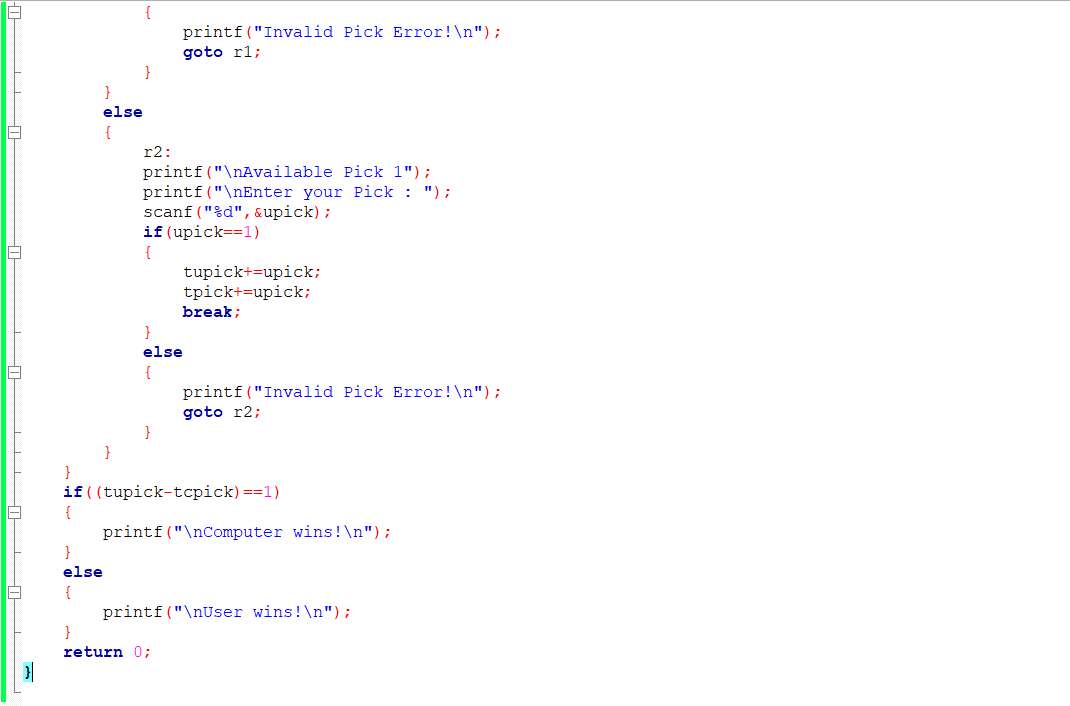 {
printf("Invalid Pick Error!\n");
goto r1;
}
}
else
{
r2:
printf("\nAvailable Pick 1");
printf("\nEnter your Pick : ");
scanf("%d",&upick);
if(upick==1)
{
tupick+=upick;
tpick+=upick;
break;
}
else
{
printf("Invalid Pick Error!\n");
goto r2;
}
}
}
if((tupick-tcpick)==1)
{
printf("\nComputer wins!\n");
}
else
{
printf("\nUser wins!\n");
}
return 0;
}